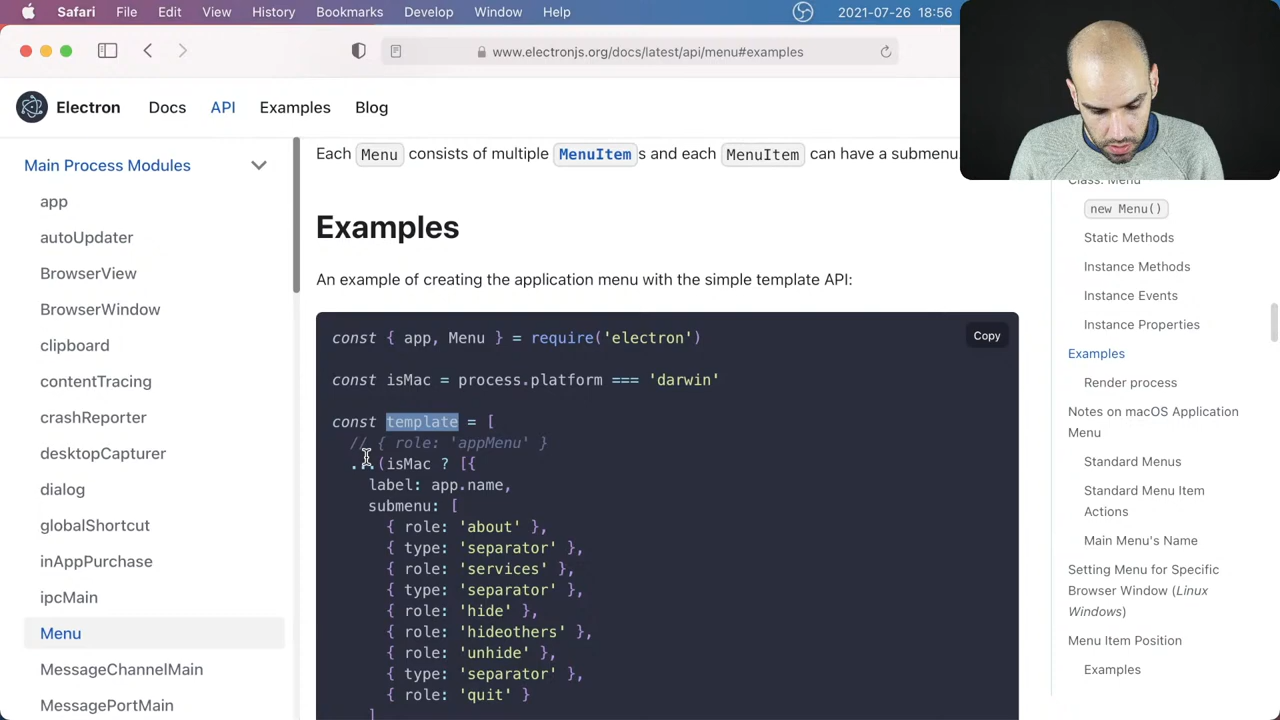 Safari File Edit View History Bookmarks Develop Window Help 2021-07-26 18:56
www.electronjs.org/docs/latest/api/menu#examples
Electron Docs API Examples Blog
Main Process Modules
app
autoUpdater
BrowserView
BrowserWindow
clipboard
contentTracing
crashReporter
desktopCapturer
dialog
globalShortcut
inAppPurchase
ipcMain
Menu
MessageChannelMain
MessagePortMain
Each Menu consists of multiple MenuItems and each MenuItem can have a submenu.
Examples
An example of creating the application menu with the simple template API:
Copy
const { app, Menu } = require('electron')
const isMac = process.platform === 'darwin'
const template = [
// { role: 'appMenu' }
...(isMac ? [{
label: app.name,
submenu: [
{ role: 'about' },
{ type: 'separator' },
{ role: 'services' },
{ type: 'separator' },
{ role: 'hide' },
{ role: 'hideothers' },
{ role: 'unhide' },
{ type: 'separator' },
{ role: 'quit' }
]
Class: Menu
new Menu()
Static Methods
Instance Methods
Instance Events
Instance Properties
Examples
Render process
Notes on macOS Application
Menu
Standard Menus
Standard Menu Item
Actions
Main Menu's Name
Setting Menu for Specific
Browser Window (Linux
Windows)
Menu Item Position
Examples